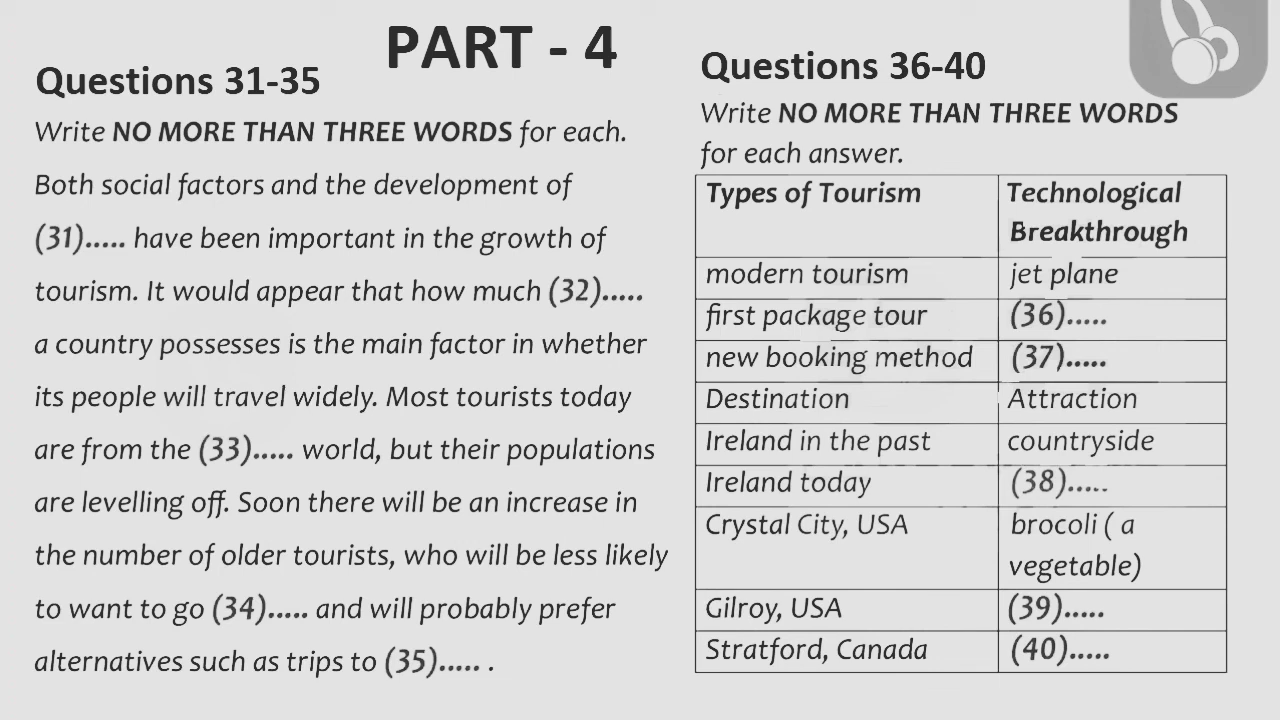 PART - 4
Questions 31-35
Write NO MORE THAN THREE WORDS for each.
Both social factors and the development of
(31)..... have been important in the growth of
tourism. It would appear that how much (32).....
a country possesses is the main factor in whether
its people will travel widely. Most tourists today
are from the (33)..... world, but their populations
are levelling off. Soon there will be an increase in
the number of older tourists, who will be less likely
to want to go (34)..... and will probably prefer
alternatives such as trips to (35)..... .
Questions 36-40
Write NO MORE THAN THREE WORDS
for each answer.
Types of Tourism
Technological
Breakthrough
modern tourism
jet plane
first package tour
(36).....
new booking method
(37).....
Destination
Attraction
Ireland in the past
countryside
Ireland today
(38).....
Crystal City, USA
brocoli ( a
vegetable)
Gilroy, USA
(39).....
Stratford, Canada
(40).....